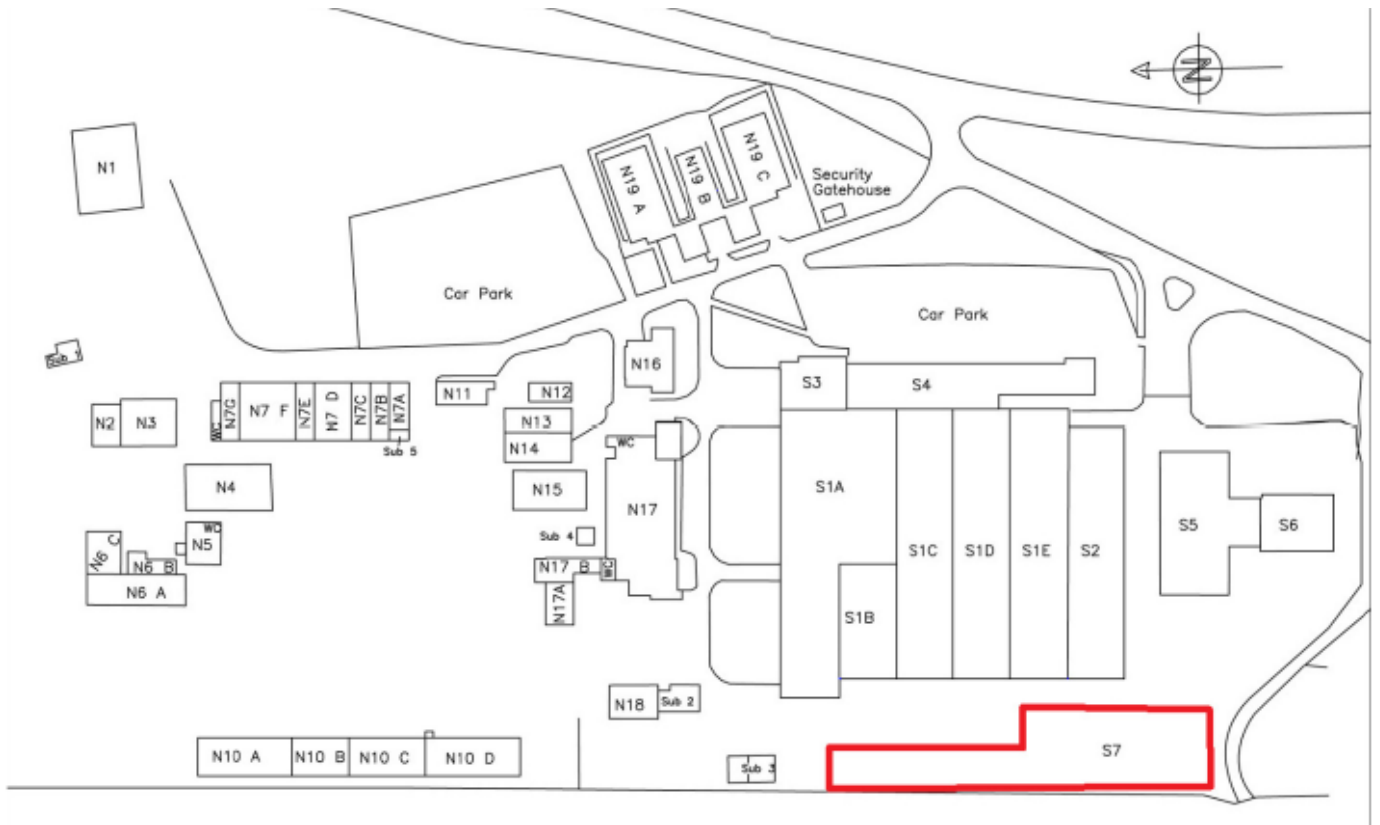 N
N1
N19 A
N19 B
N19 C
Security
Gatehouse
Car Park
Car Park
Sub 1
N16
S3
S4
N2
N3
WC
N7G
N7 F
N7E
N7 D
N7C
N7B
N7A
Sub 5
N11
N12
N13
N14
WC
N4
N15
N17
S1A
S5
S6
WC
N5
Sub 4
N6 C
N6 B
N6 A
N17 B
WC
N17A
S1C
S1D
S1E
S2
S1B
N18
Sub 2
N10 A
N10 B
N10 C
N10 D
Sub 3
S7